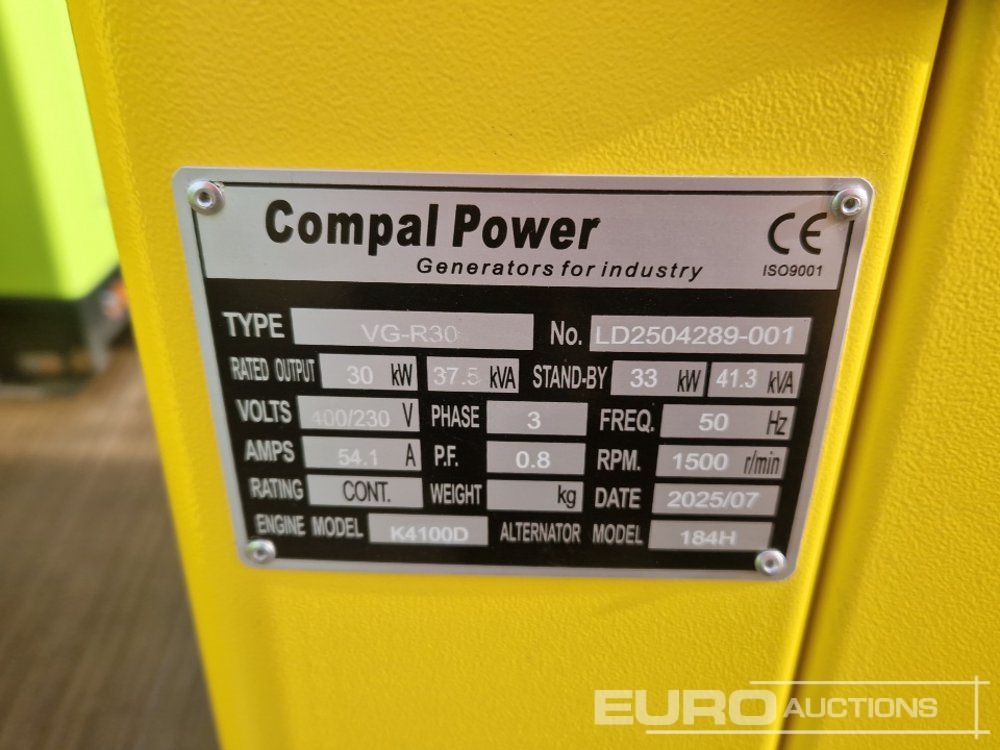 Compal Power
Generators for industry
CE
ISO9001
TYPE VG-R30 No. LD2504289-001
RATED OUTPUT 30 kW 37.5 kVA STAND-BY 33 kW 41.3 kVA
VOLTS 400/230 V PHASE 3 FREQ. 50 Hz
AMPS 54.1 A P.F. 0.8 RPM. 1500 r/min
RATING CONT. WEIGHT kg DATE 2025/07
ENGINE MODEL K4100D ALTERNATOR MODEL 184H
EURO AUCTIONS